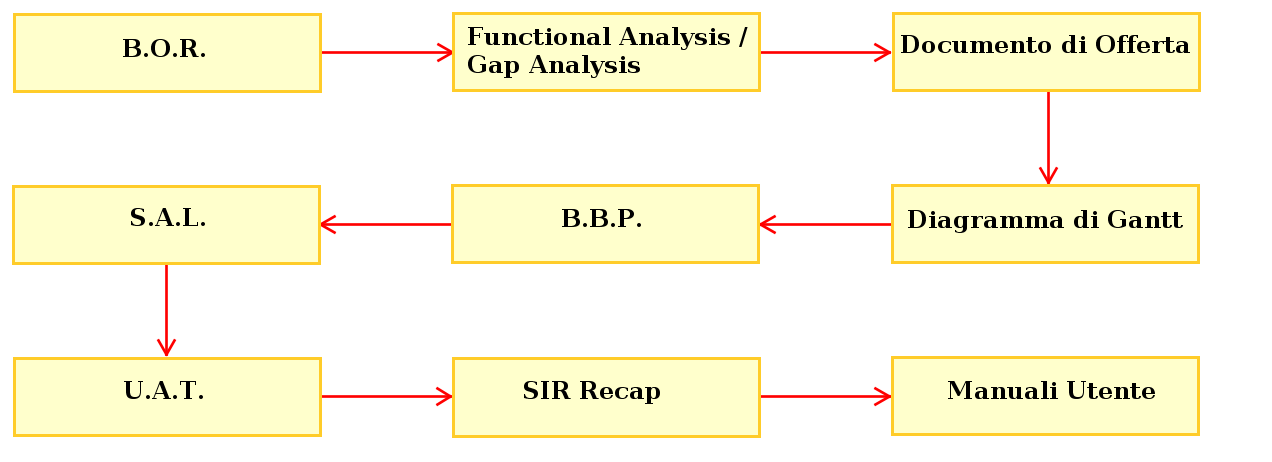 B.O.R.
Functional Analysis /
Gap Analysis
Documento di Offerta
S.A.L.
B.B.P.
Diagramma di Gantt
U.A.T.
SIR Recap
Manuali Utente